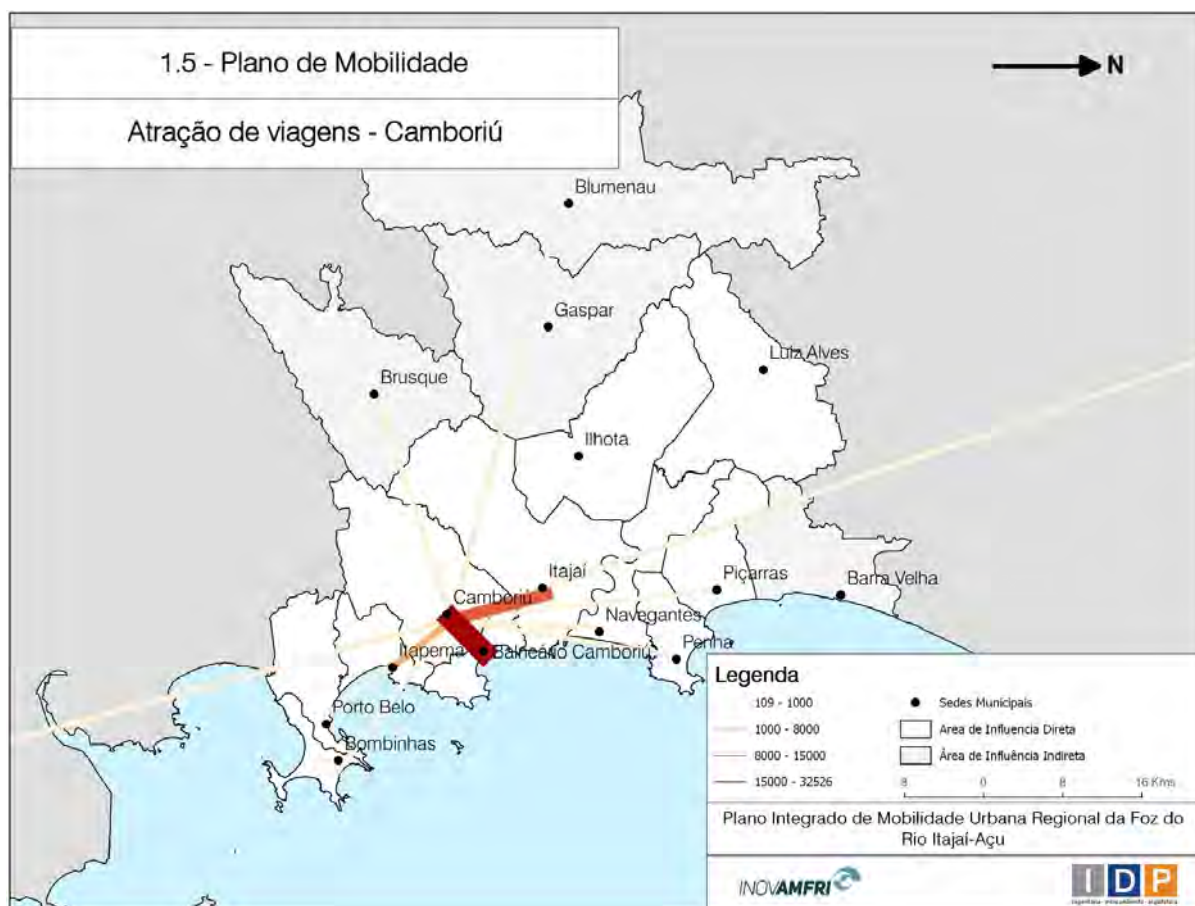 1.5 - Plano de Mobilidade
Atração de viagens - Camboriú
N
Blumenau
Gaspar
Luiz Alves
Brusque
Ilhota
Itajaí
Piçarras
Barra Velha
Camboriú
Navegantes
Itapema
Balneário Camboriú
Penha
Porto Belo
Bombinhas
Legenda
109 - 1000
1000 - 8000
8000 - 15000
15000 - 32526
Sedes Municipais
Area de Influencia Direta
Área de Influência Indireta
8 0 8 16 Kms
Plano Integrado de Mobilidade Urbana Regional da Foz do
Rio Itajaí-Açu
INOVAMFRI
IDP